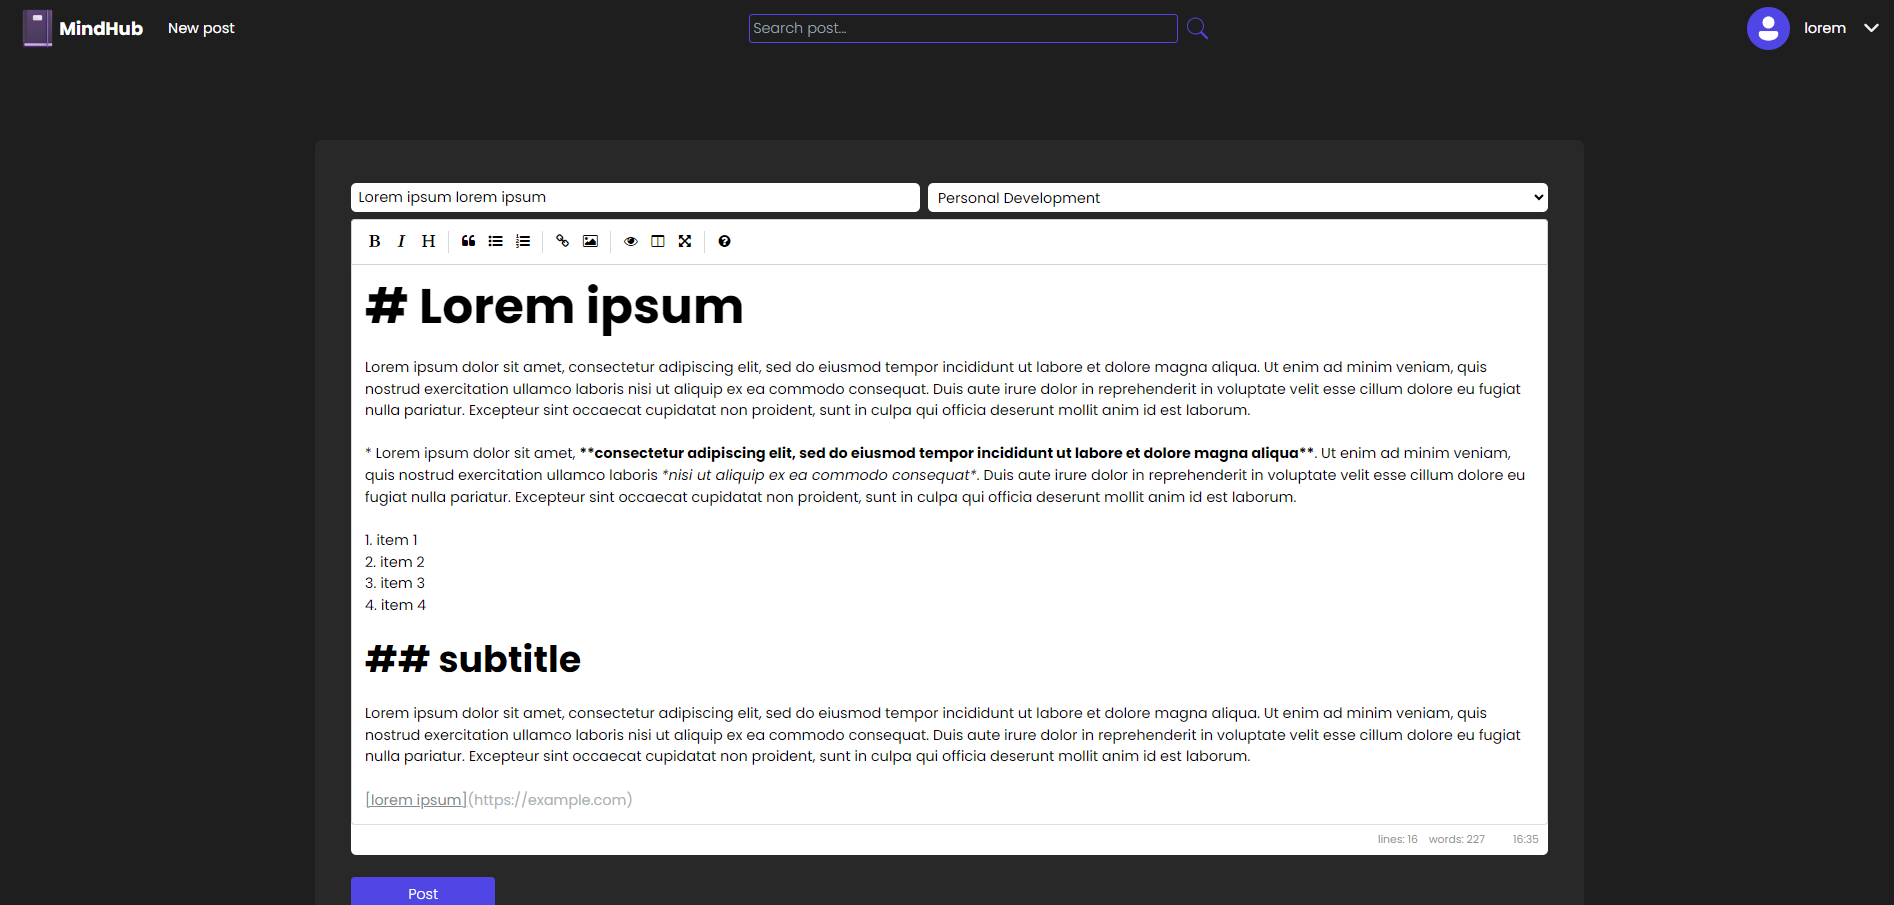 MindHub New post Search post... lorem
Lorem ipsum lorem ipsum Personal Development
B I H
# Lorem ipsum
Lorem ipsum dolor sit amet, consectetur adipiscing elit, sed do eiusmod tempor incididunt ut labore et dolore magna aliqua. Ut enim ad minim veniam, quis
nostrud exercitation ullamco laboris nisi ut aliquip ex ea commodo consequat. Duis aute irure dolor in reprehenderit in voluptate velit esse cillum dolore eu fugiat
nulla pariatur. Excepteur sint occaecat cupidatat non proident, sunt in culpa qui officia deserunt mollit anim id est laborum.
* Lorem ipsum dolor sit amet, **consectetur adipiscing elit, sed do eiusmod tempor incididunt ut labore et dolore magna aliqua**. Ut enim ad minim veniam,
quis nostrud exercitation ullamco laboris *nisi ut aliquip ex ea commodo consequat*. Duis aute irure dolor in reprehenderit in voluptate velit esse cillum dolore eu
fugiat nulla pariatur. Excepteur sint occaecat cupidatat non proident, sunt in culpa qui officia deserunt mollit anim id est laborum.
1. item 1
2. item 2
3. item 3
4. item 4
## subtitle
Lorem ipsum dolor sit amet, consectetur adipiscing elit, sed do eiusmod tempor incididunt ut labore et dolore magna aliqua. Ut enim ad minim veniam, quis
nostrud exercitation ullamco laboris nisi ut aliquip ex ea commodo consequat. Duis aute irure dolor in reprehenderit in voluptate velit esse cillum dolore eu fugiat
nulla pariatur. Excepteur sint occaecat cupidatat non proident, sunt in culpa qui officia deserunt mollit anim id est laborum.
[lorem ipsum](https://example.com)
lines: 16 words: 227 16:35
Post